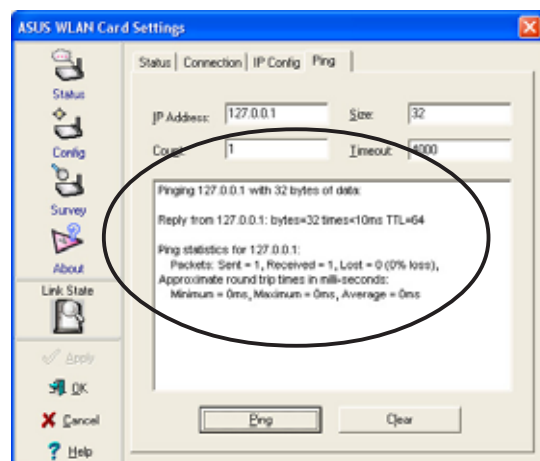 ASUS WLAN Card Settings
Status
Config
Survey
About
Link State
Apply
OK
Cancel
Help
Status Connection IP Config Ping
IP Address: 127.0.0.1 Size: 32
Count: 1 Timeout: 4000
Pinging 127.0.0.1 with 32 bytes of data:
Reply from 127.0.0.1: bytes=32 times<10ms TTL=64
Ping statistics for 127.0.0.1:
Packets: Sent = 1, Received = 1, Lost = 0 (0% loss),
Approximate round trip times in milli-seconds:
Minimum = 0ms, Maximum = 0ms, Average = 0ms
Ping Clear